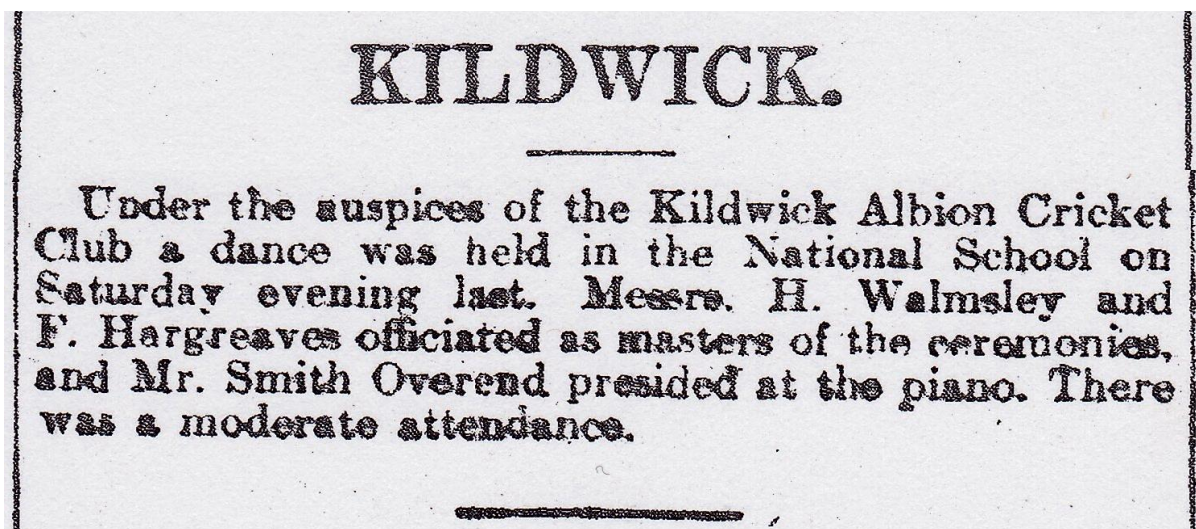 KILDWICK.
Under the auspices of the Kildwick Albion Cricket
Club a dance was held in the National School on
Saturday evening last. Messrs. H. Walmsley and
F. Hargreaves officiated as masters of the ceremonies,
and Mr. Smith Overend presided at the piano. There
was a moderate attendance.